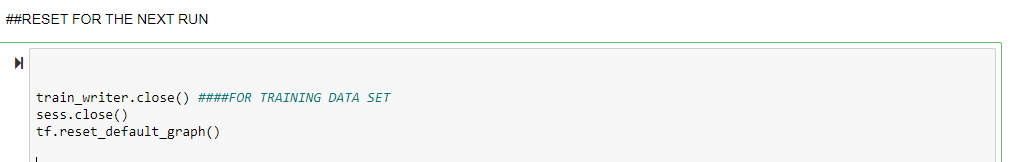 ##RESET FOR THE NEXT RUN
train_writer.close() ####FOR TRAINING DATA SET
sess.close()
tf.reset_default_graph()